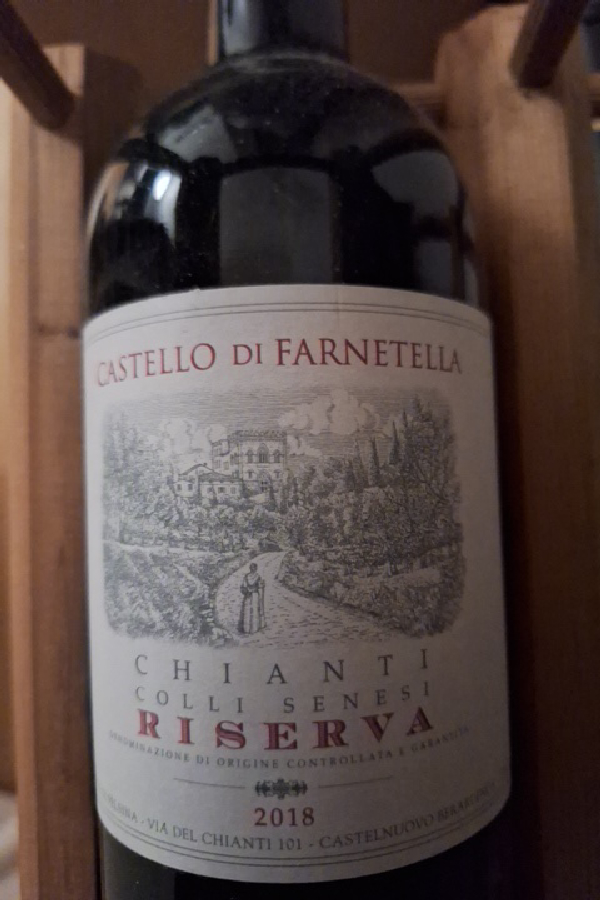 CASTELLO DI FARNETELLA
CHIANTI
COLLI SENESI
RISERVA
DENOMINAZIONE DI ORIGINE CONTROLLATA E GARANTITA
2018
- VIA DEL CHIANTI 101 - CASTELNUOVO